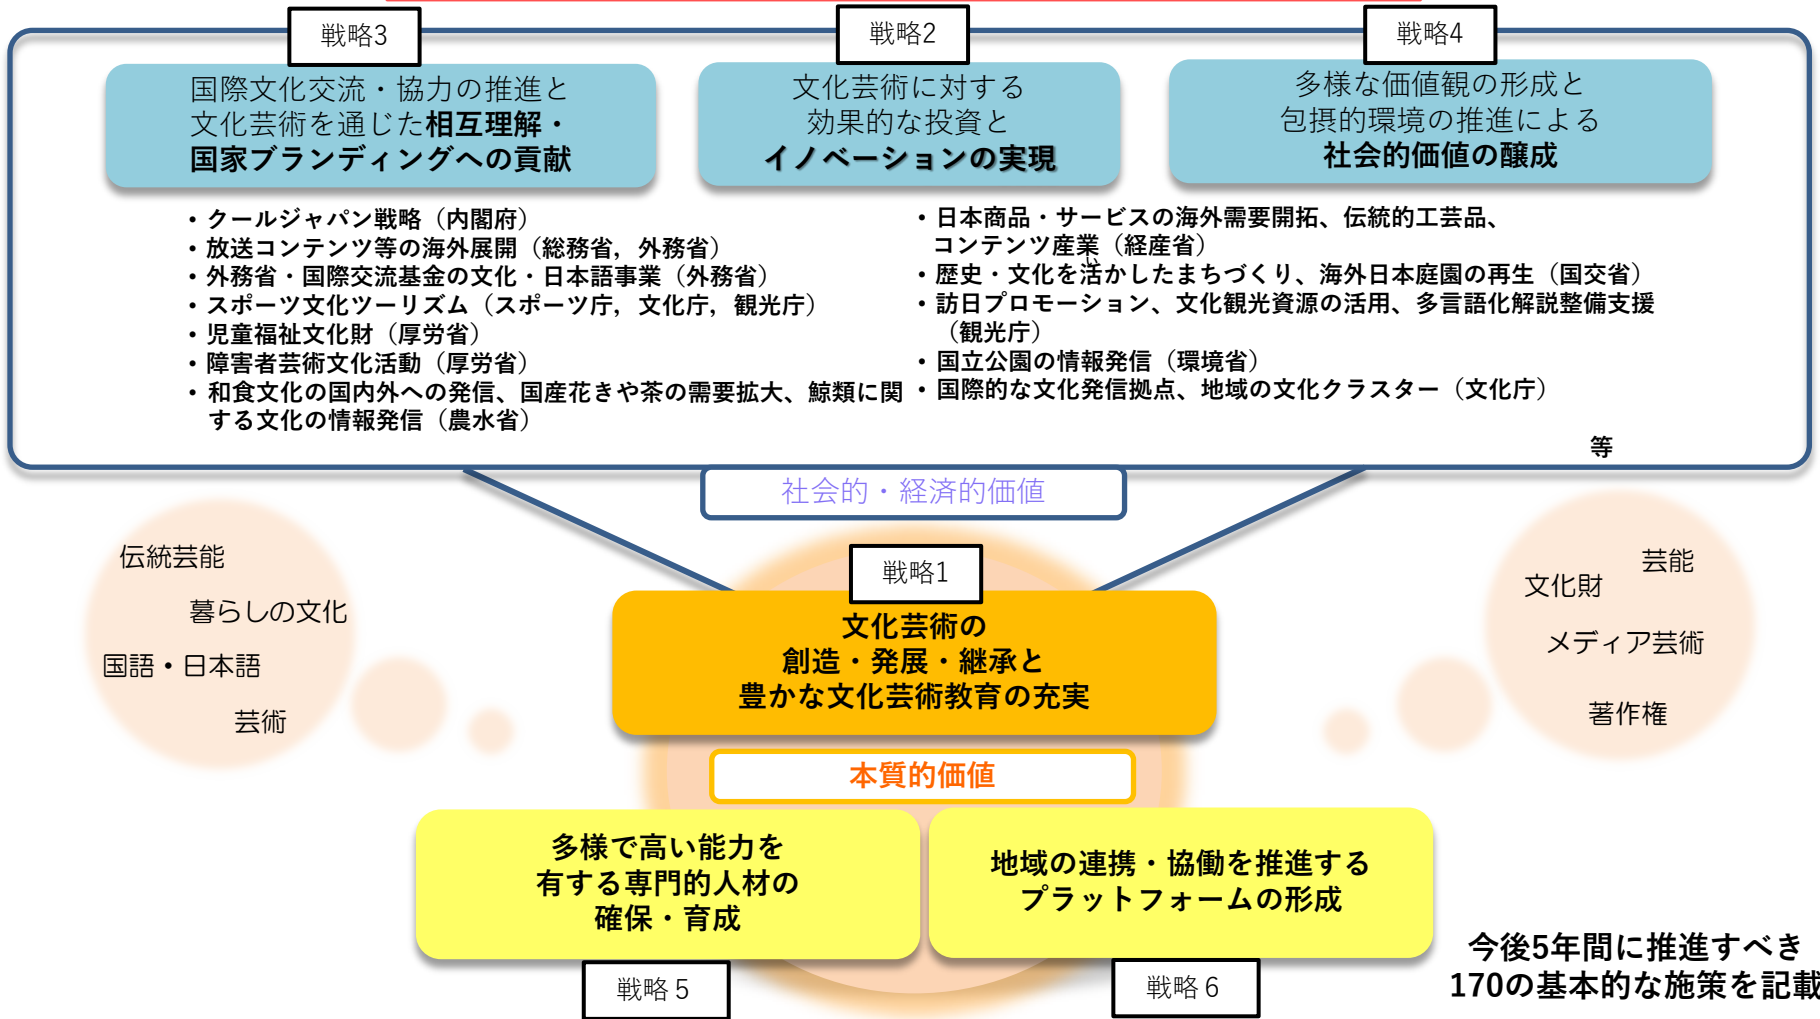 戦略3
国際文化交流・協力の推進と
文化芸術を通じた相互理解・
国家ブランディングへの貢献
戦略2
文化芸術に対する
効果的な投資と
イノベーションの実現
戦略4
多様な価値観の形成と
包摂的環境の推進による
社会的価値の醸成
・クールジャパン戦略（内閣府）
・放送コンテンツ等の海外展開（総務省，外務省）
・外務省・国際交流基金の文化・日本語事業（外務省）
・スポーツ文化ツーリズム（スポーツ庁，文化庁，観光庁）
・児童福祉文化財（厚労省）
・障害者芸術文化活動（厚労省）
・和食文化の国内外への発信、国産花きや茶の需要拡大、鯨類に関
する文化の情報発信（農水省）
・日本商品・サービスの海外需要開拓、伝統的工芸品、
コンテンツ産業（経産省）
い
・歴史・文化を活かしたまちづくり、海外日本庭園の再生（国交省）
・訪日プロモーション、文化観光資源の活用、多言語化解説整備支援
（観光庁）
・国立公園の情報発信（環境省）
・国際的な文化発信拠点、地域の文化クラスター（文化庁）
等
社会的・経済的価値
伝統芸能
暮らしの文化
国語・日本語
芸術
戦略1
文化芸術の
創造・発展・継承と
豊かな文化芸術教育の充実
芸能
文化財
メディア芸術
著作権
本質的価値
多様で高い能力を
有する専門的人材の
確保・育成
戦略５
地域の連携・協働を推進する
プラットフォームの形成
戦略６
今後5年間に推進すべき
170の基本的な施策を記載